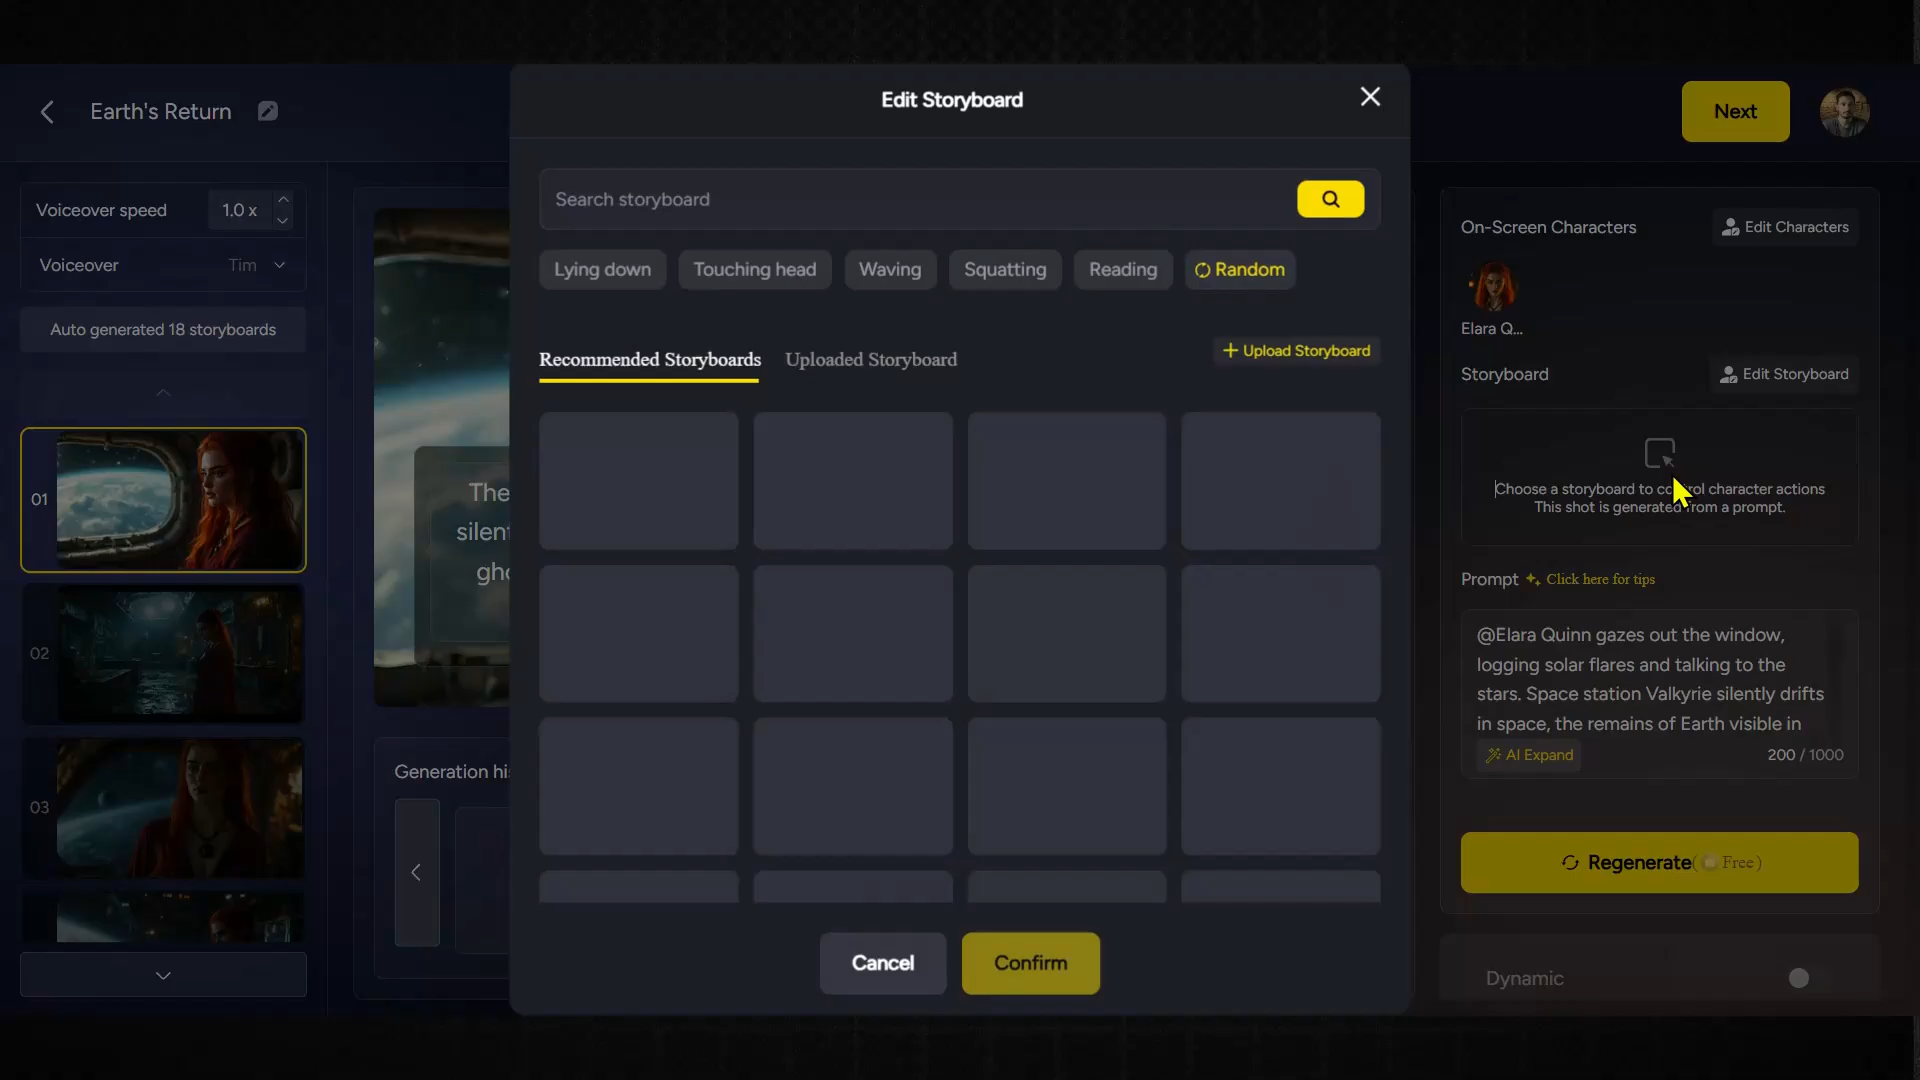 Earth's Return
Next
Voiceover speed
1.0 x
Voiceover
Tim
Auto generated 18 storyboards
01
02
03
The
silent
Generation
Edit Storyboard
Search storyboard
Lying down
Touching head
Waving
Squatting
Reading
Random
Recommended Storyboards
Uploaded Storyboard
+ Upload Storyboard
Cancel
Confirm
On-Screen Characters
Edit Characters
Elara Q...
Storyboard
Edit Storyboard
Choose a storyboard to control character actions
This shot is generated from a prompt.
Prompt
Click here for tips
@Elara Quinn gazes out the window,
logging solar flares and talking to the
stars. Space station Valkyrie silently drifts
in space, the remains of Earth visible in
AI Expand
200 / 1000
Regenerate( Free )
Dynamic